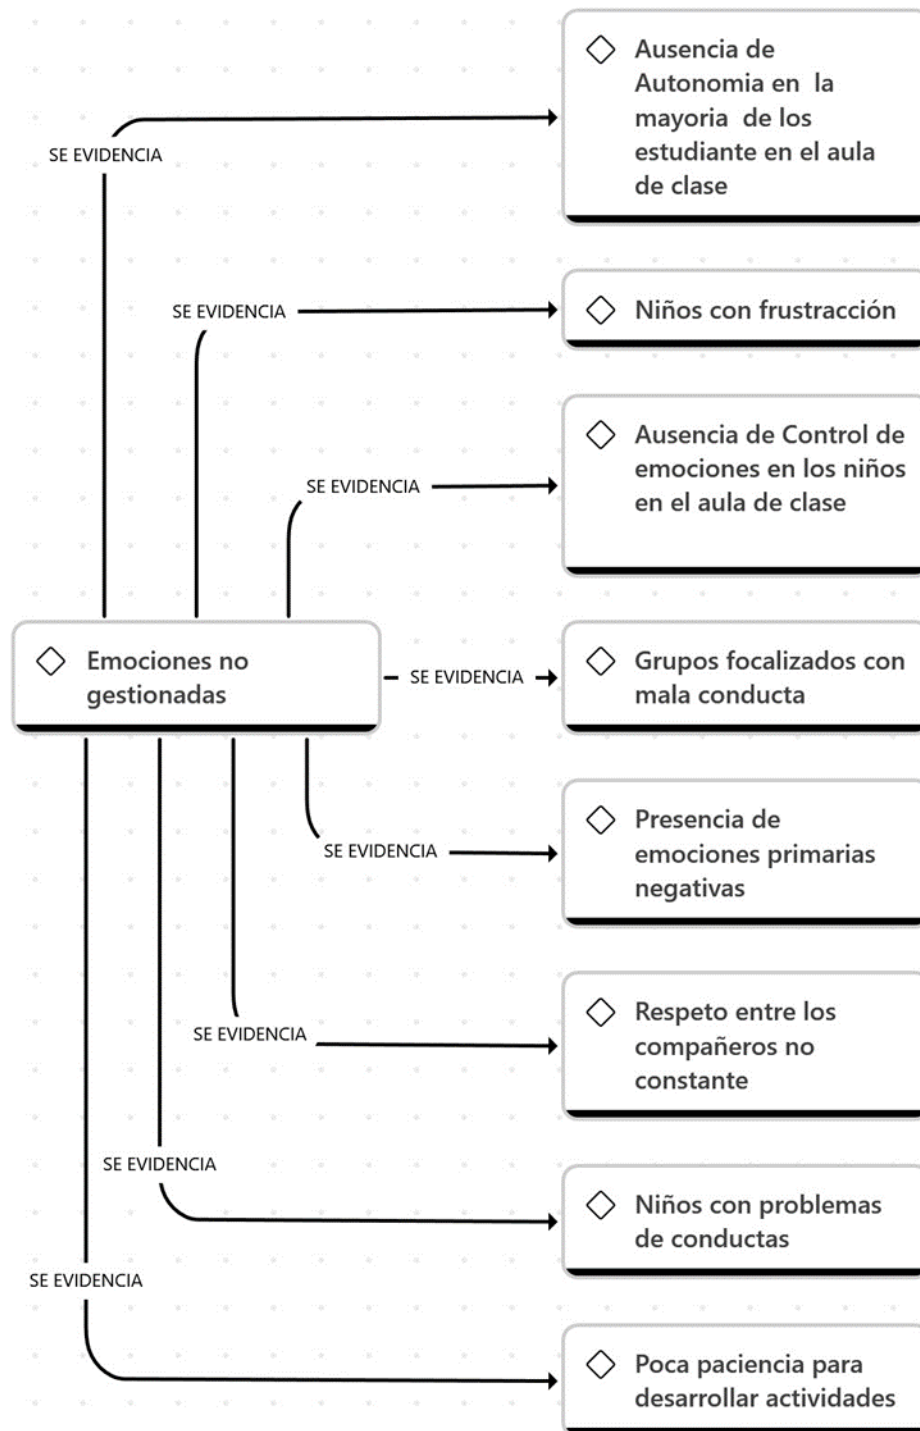 Ausencia de
Autonomia en la
mayoria de los
estudiante en el aula
de clase
SE EVIDENCIA
SE EVIDENCIA
Niños con frustracción
Ausencia de Control de
emociones en los niños
en el aula de clase
SE EVIDENCIA
Emociones no
gestionadas
SE EVIDENCIA
Grupos focalizados con
mala conducta
Presencia de
emociones primarias
negativas
SE EVIDENCIA
Respeto entre los
compañeros no
constante
SE EVIDENCIA
SE EVIDENCIA
Niños con problemas
de conductas
SE EVIDENCIA
Poca paciencia para
desarrollar actividades